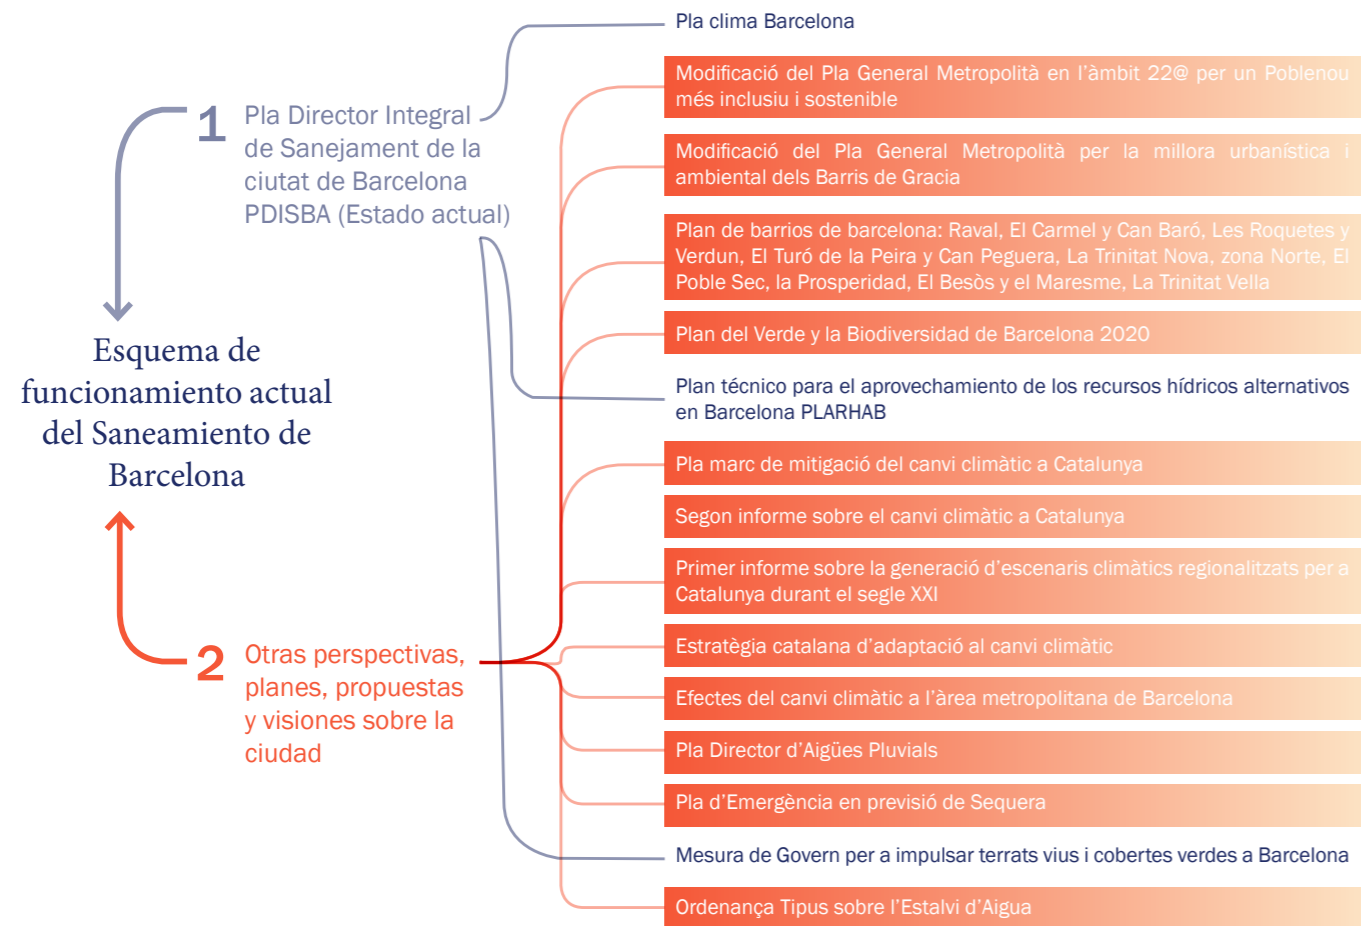 Pla clima Barcelona
Modificació del Pla General Metropolità en l'àmbit 22@ per un Poblenou
més inclusiu i sostenible
1
Pla Director Integral
de Sanejament de la
ciutat de Barcelona
PDISBA (Estado actual)
Modificació del Pla General Metropolità per la millora urbanística i
ambiental dels Barris de Gracia
Plan de barrios de barcelona: Raval, El Carmel y Can Baró, Les Roquetes y
Verdun, El Turó de la Peira y Can Peguera, La Trinitat Nova, zona Norte, El
Poble Sec, la Prosperidad, El Besòs y el Maresme, La Trinitat Vella
Plan del Verde y la Biodiversidad de Barcelona 2020
Esquema de
funcionamiento actual
del Saneamiento de
Barcelona
Plan técnico para el aprovechamiento de los recursos hídricos alternativos
en Barcelona PLARHAB
Pla marc de mitigació del canvi climàtic a Catalunya
Segon informe sobre el canvi climàtic a Catalunya
Primer informe sobre la generació d'escenaris climàtics regionalitzats per a
Catalunya durant el segle XXI
2
Otras perspectivas,
planes, propuestas
y visiones sobre la
ciudad
Estratègia catalana d'adaptació al canvi climàtic
Efectes del canvi climàtic a l'àrea metropolitana de Barcelona
Pla Director d'Aigües Pluvials
Pla d'Emergència en previsió de Sequera
Mesura de Govern per a impulsar terrats vius i cobertes verdes a Barcelona
Ordenança Tipus sobre l'Estalvi d'Aigua